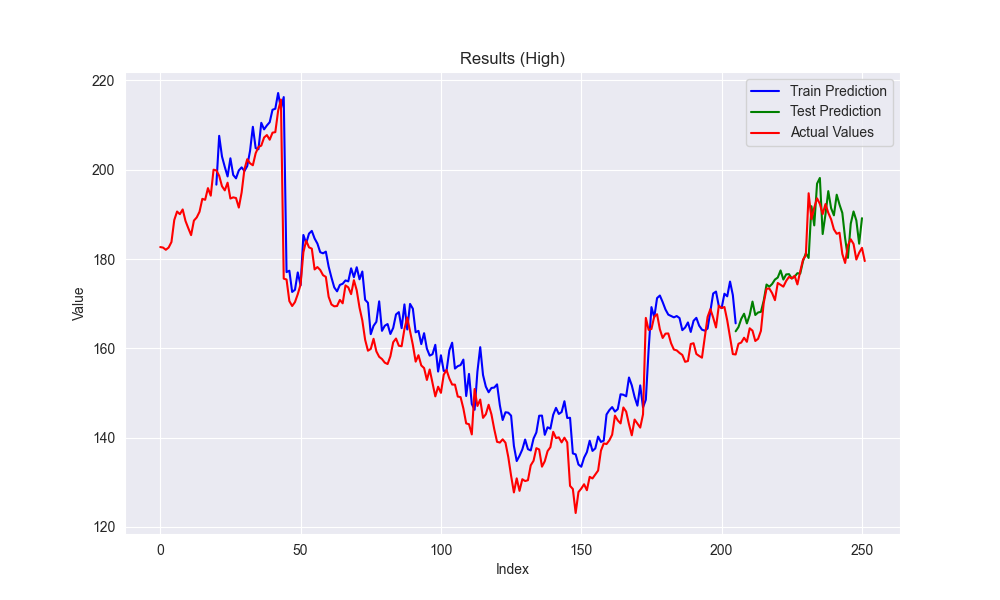 Results (High)
220
200
180
160
140
120
Value
0 50 100 150 200 250
Index
Train Prediction
Test Prediction
Actual Values